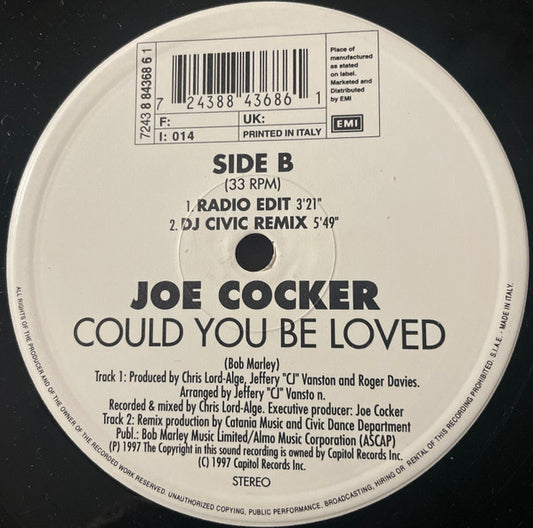 7243 8 84368 6 1
7 24388 43686 1
F:
UK:
I: 014
PRINTED IN ITALY
Place of
manufactured
as stated
on label.
Marketed and
Distributed
by EMI
EMI
SIDE B
(33 RPM)
1. RADIO EDIT 3'21"
2. DJ CIVIC REMIX 5'49"
JOE COCKER
COULD YOU BE LOVED
(Bob Marley)
Track 1: Produced by Chris Lord-Alge, Jeffery "CJ" Vanston and Roger Davies.
Arranged by Jeffery "CJ" Vansto n.
Recorded & mixed by Chris Lord-Alge. Executive producer: Joe Cocker
Track 2: Remix production by Catania Music and Civic Dance Department
Publ.: Bob Marley Music Limited/Almo Music Corporation (ASCAP)
(P) 1997 The Copyright in this sound recording is owned by Capitol Records Inc.
(C) 1997 Capitol Records Inc.
STEREO
ALL RIGHTS OF THE PRODUCER AND OF THE OWNER OF THE RECORDED WORK RESERVED. UNAUTHORIZED COPYING, PUBLIC PERFORMANCE, BROADCASTING, HIRING OR RENTAL OF THIS RECORDING PROHIBITED. S.I.A.E. - MADE IN ITALY.